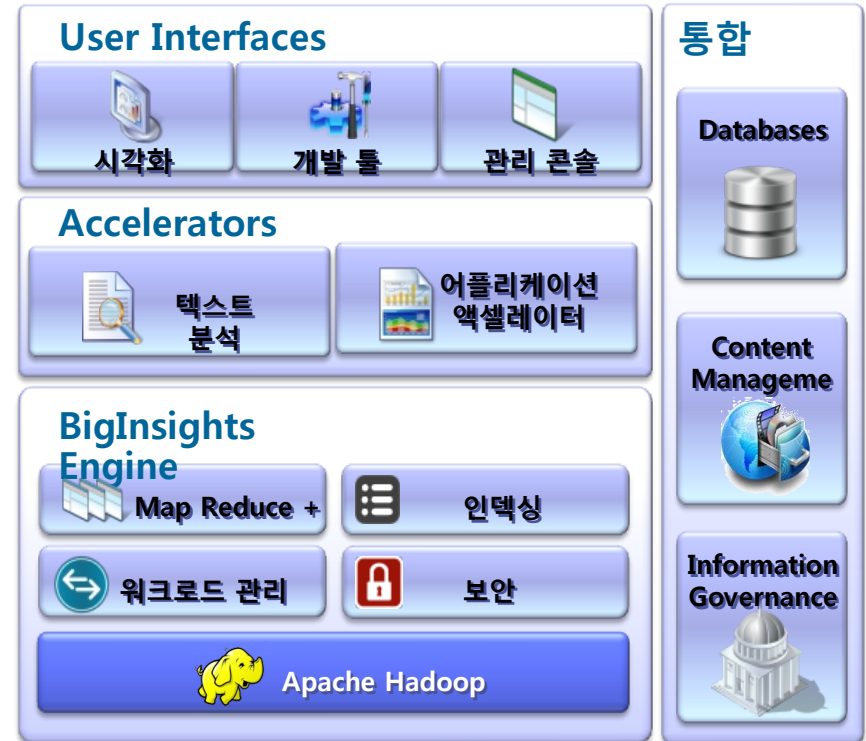 User Interfaces
시각화
개발 툴
관리 콘솔
Accelerators
텍스트
분석
어플리케이션
액셀레이터
BigInsights
Engine
Map Reduce +
인덱싱
워크로드 관리
보안
Apache Hadoop
통합
Databases
Content
Manageme
Information
Governance